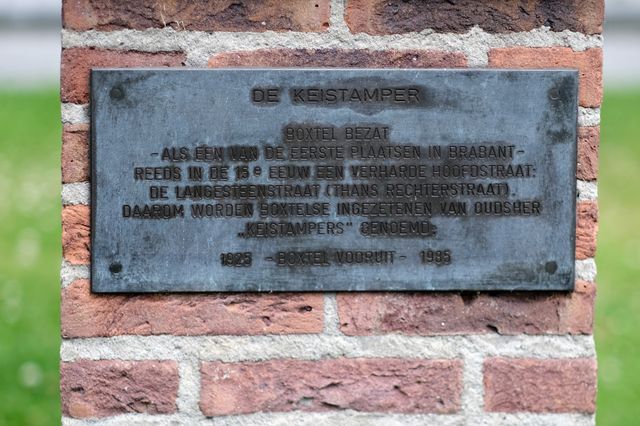 DE KEISTAMPER
BOXTEL BEZAT
-ALS EEN VAN DE EERSTE PLAATSEN IN BRABANT-
REEDS IN DE 15e EEUW EEN VERHARDE HOOFDSTRAAT:
DE LANGESTEENSTRAAT (THANS RECHTERSTRAAT).
DAAROM WORDEN BOXTELSE INGEZETENEN VAN OUDSHER
„KEISTAMPERS" GENOEMD.
1925 - BOXTEL VOORUIT - 1985